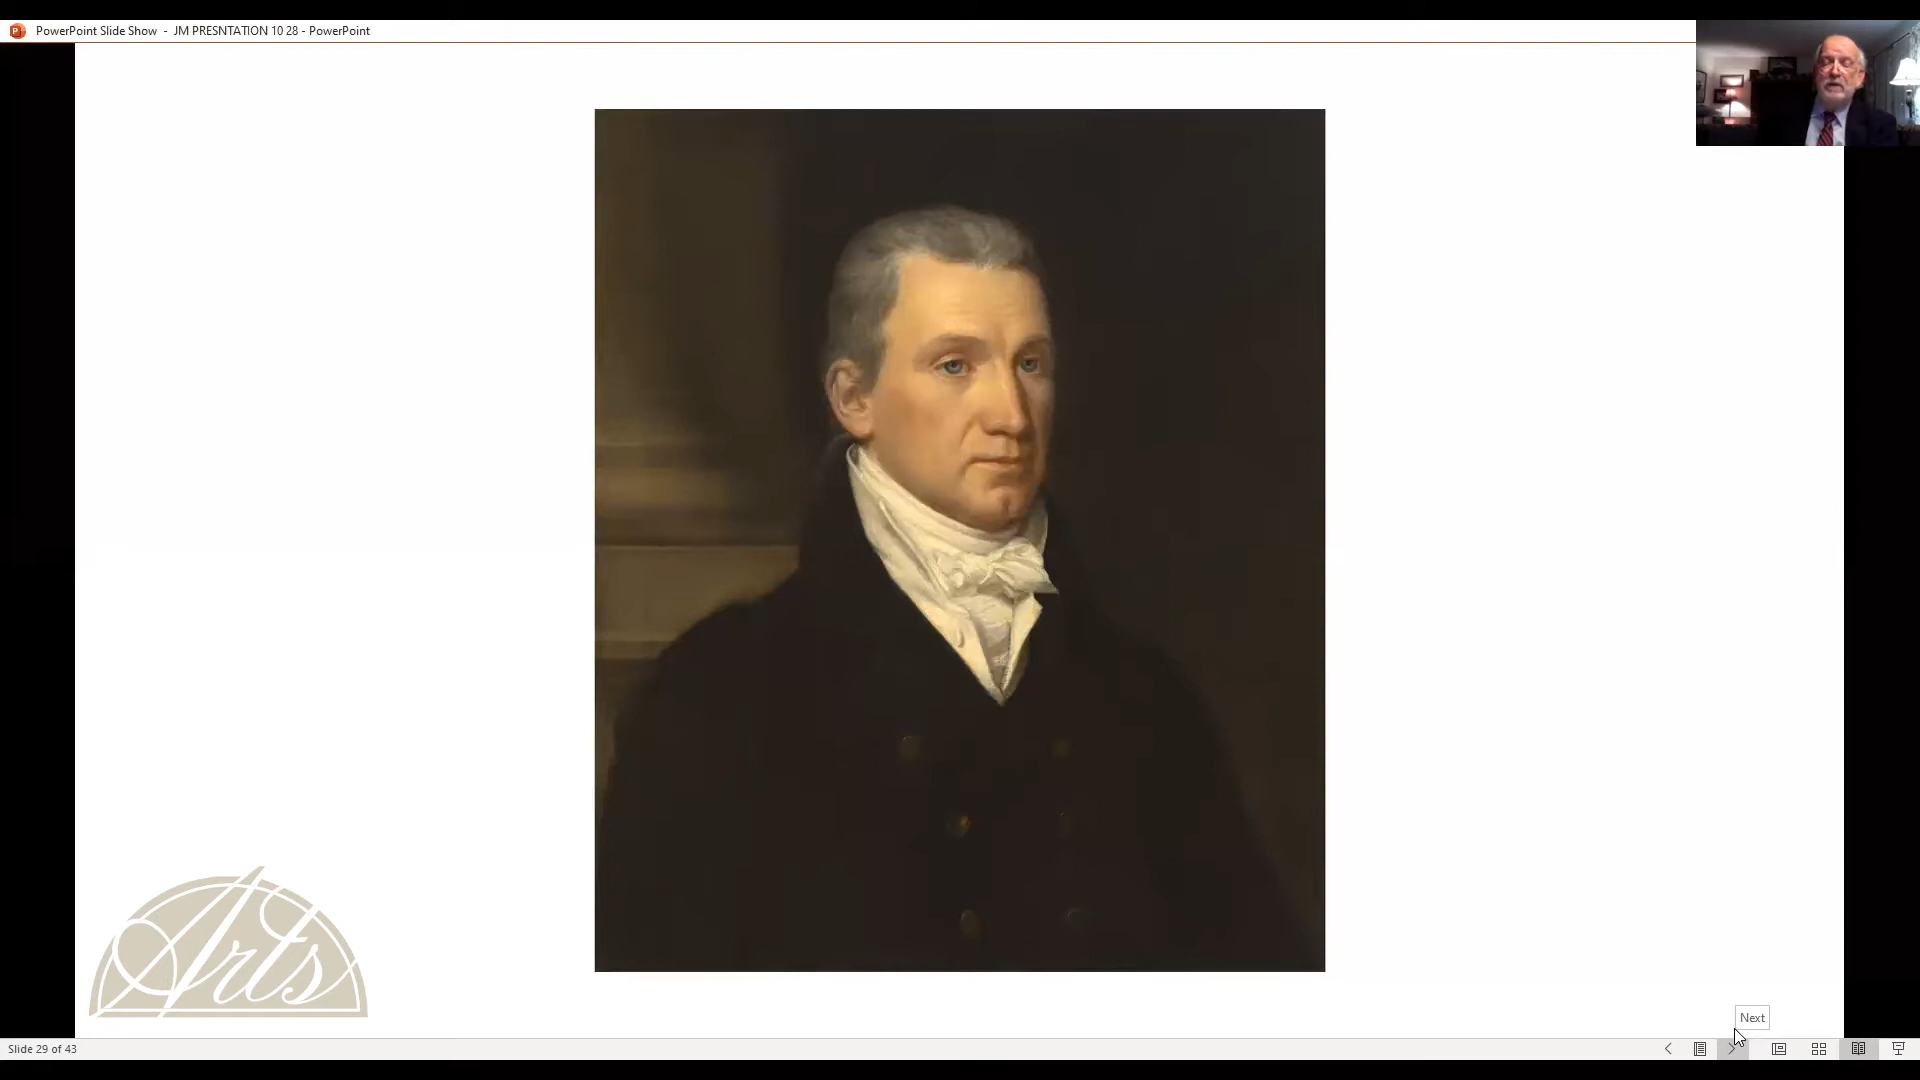 PowerPoint Slide Show - JM PRESNTATION 10 28 - PowerPoint
Arts
Next
Slide 29 of 43